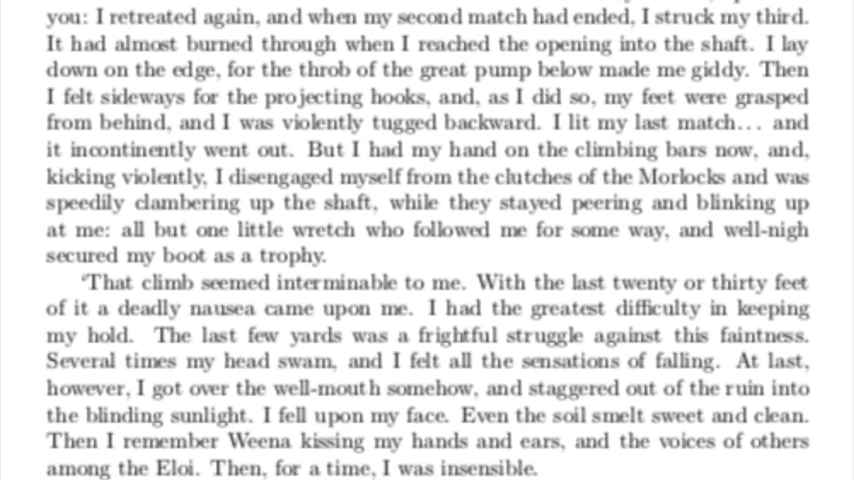 you: I retreated again, and when my second match had ended, I struck my third.
It had almost burned through when I reached the opening into the shaft. I lay
down on the edge, for the throb of the great pump below made me giddy. Then
I felt sideways for the projecting hooks, and, as I did so, my feet were grasped
from behind, and I was violently tugged backward. I lit my last match... and
it incontinently went out. But I had my hand on the climbing bars now, and,
kicking violently, I disengaged myself from the clutches of the Morlocks and was
speedily clambering up the shaft, while they stayed peering and blinking up
at me: all but one little wretch who followed me for some way, and well-nigh
secured my boot as a trophy.
‘That climb seemed interminable to me. With the last twenty or thirty feet
of it a deadly nausea came upon me. I had the greatest difficulty in keeping
my hold. The last few yards was a frightful struggle against this faintness.
Several times my head swam, and I felt all the sensations of falling. At last,
however, I got over the well-mouth somehow, and staggered out of the ruin into
the blinding sunlight. I fell upon my face. Even the soil smelt sweet and clean.
Then I remember Weena kissing my hands and ears, and the voices of others
among the Eloi. Then, for a time, I was insensible.